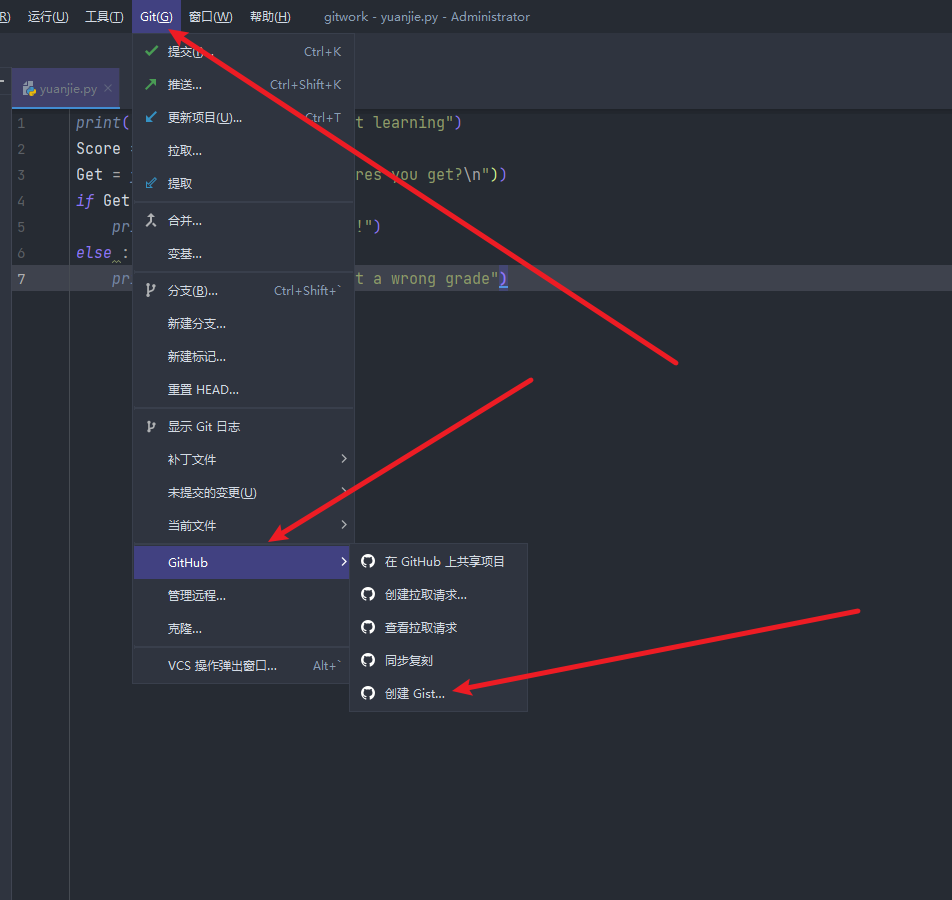 R) 运行(U) 工具(T) Git(G) 窗口(W) 帮助(H) gitwork - yuanjie.py - Administrator
yuanjie.py
提交(I)... Ctrl+K
推送... Ctrl+Shift+K
更新项目(U)... Ctrl+T
拉取...
提取
合并...
变基...
分支(B)... Ctrl+Shift+`
新建分支...
新建标记...
重置 HEAD...
显示 Git 日志
补丁文件
未提交的变更(U)
当前文件
GitHub
管理远程...
克隆...
VCS 操作弹出窗口... Alt+`
在 GitHub 上共享项目
创建拉取请求...
查看拉取请求
同步复刻
创建 Gist...
1 print( t learning")
2 Score
3 Get = res you get?\n"))
4 if Get
5 pr !")
6 else :
7 pr t a wrong grade")